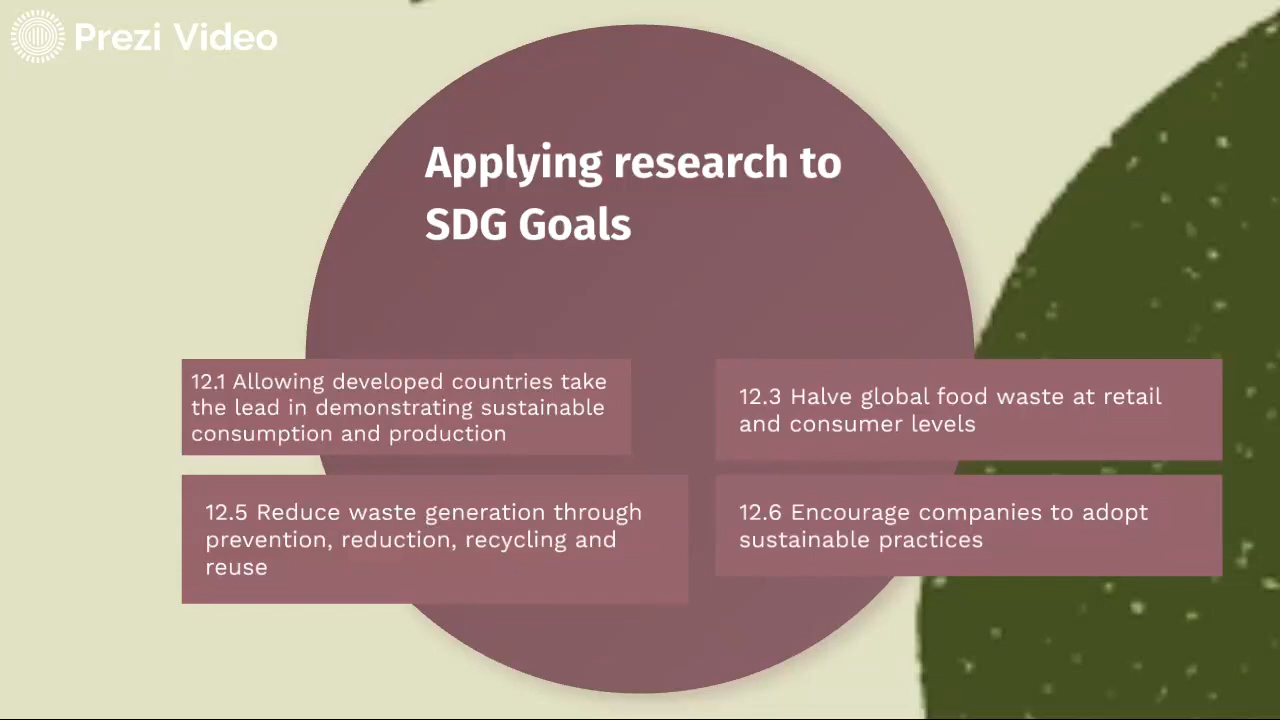 Prezi Video
Applying research to
SDG Goals
12.1 Allowing developed countries take
the lead in demonstrating sustainable
consumption and production
12.3 Halve global food waste at retail
and consumer levels
12.5 Reduce waste generation through
prevention, reduction, recycling and
reuse
12.6 Encourage companies to adopt
sustainable practices